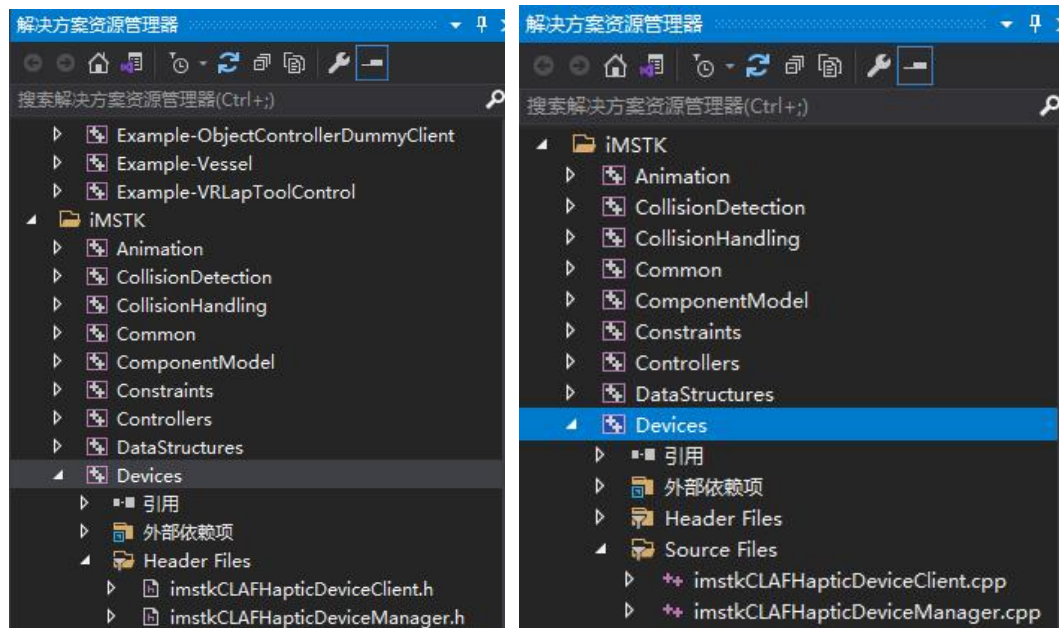 解决方案资源管理器
搜索解决方案资源管理器(Ctrl+;)
Example-ObjectControllerDummyClient
Example-Vessel
Example-VRLapToolControl
iMSTK
Animation
CollisionDetection
CollisionHandling
Common
ComponentModel
Constraints
Controllers
DataStructures
Devices
引用
外部依赖项
Header Files
imstkCLAFHapticDeviceClient.h
imstkCLAFHapticDeviceManager.h
解决方案资源管理器
搜索解决方案资源管理器(Ctrl+;)
iMSTK
Animation
CollisionDetection
CollisionHandling
Common
ComponentModel
Constraints
Controllers
DataStructures
Devices
引用
外部依赖项
Header Files
Source Files
imstkCLAFHapticDeviceClient.cpp
imstkCLAFHapticDeviceManager.cpp